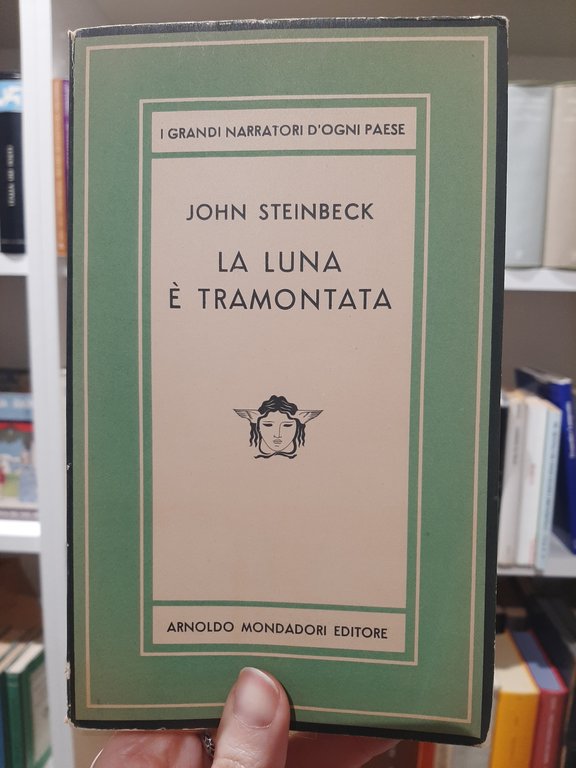 I GRANDI NARRATORI D'OGNI PAESE
JOHN STEINBECK
LA LUNA
È TRAMONTATA
ARNOLDO MONDADORI EDITORE